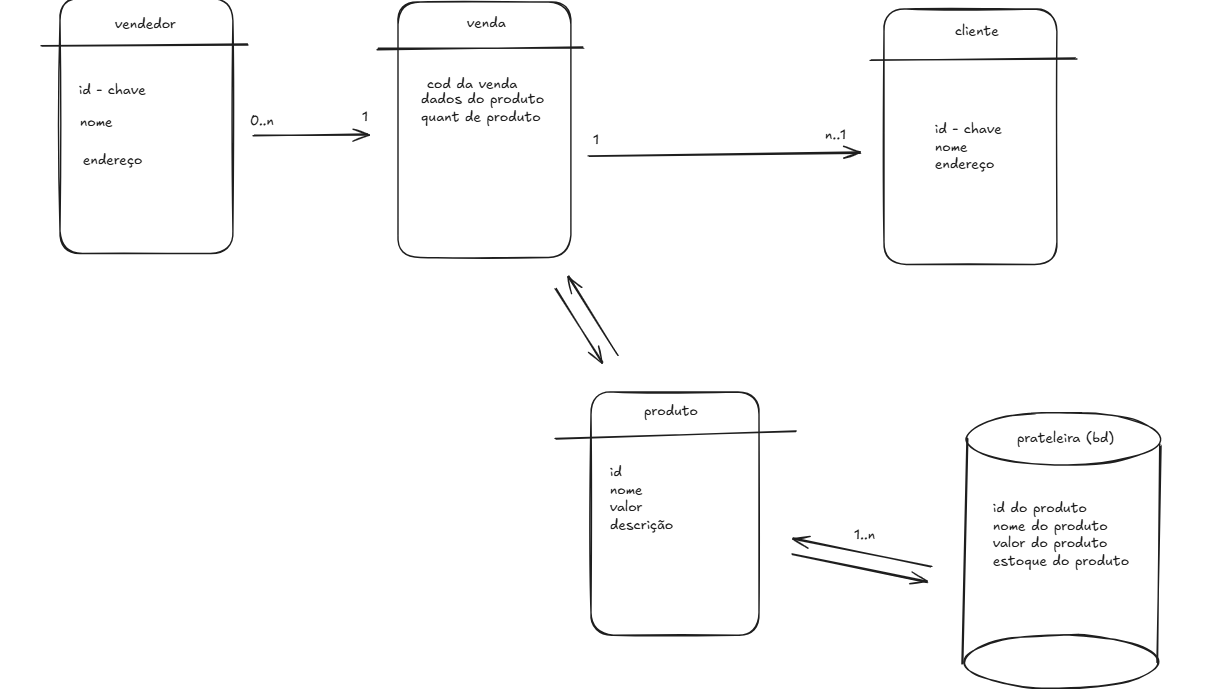 vendedor
id - chave
nome
endereço
0..n
1
venda
cod da venda
dados do produto
quant de produto
1
n..1
cliente
id - chave
nome
endereço
produto
id
nome
valor
descrição
1..n
prateleira (bd)
id do produto
nome do produto
valor do produto
estoque do produto